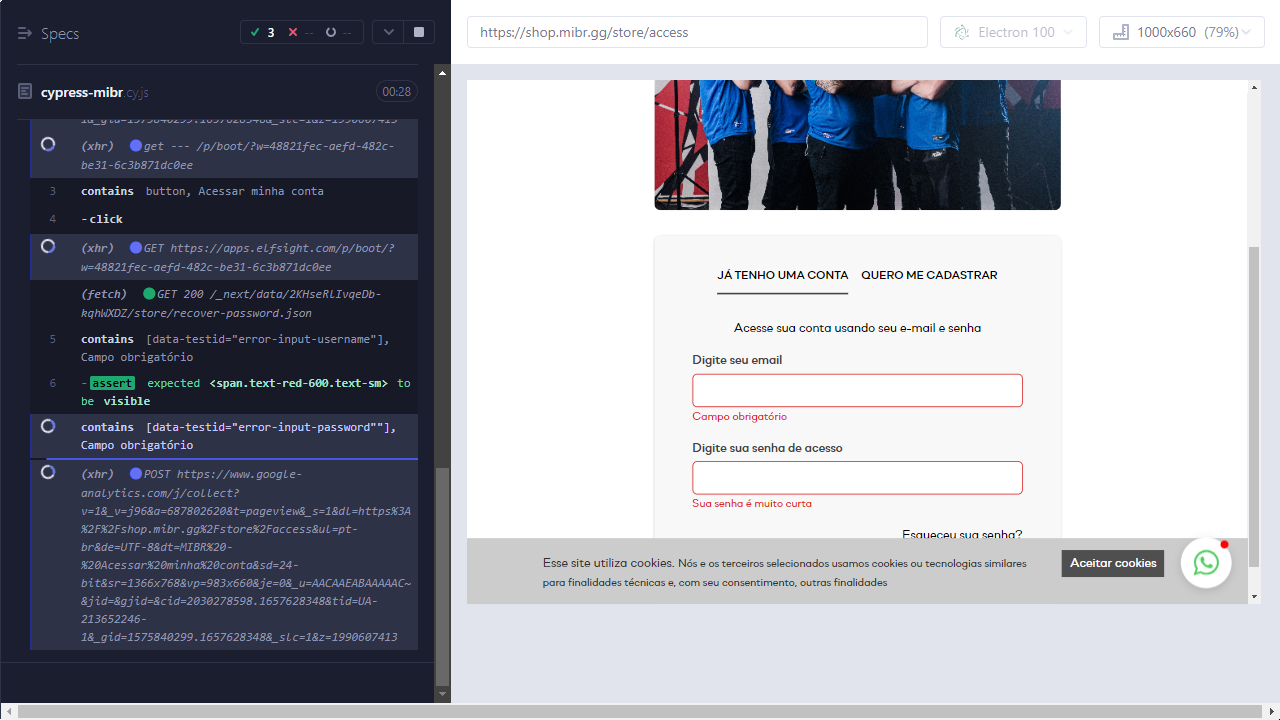 Specs
3
--
--
https://shop.mibr.gg/store/access
Electron 100
1000x660 (79%)
cypress-mibr.cy.js
00:28
1&_gid=1575840299.1657628348&_slc=1&z=1990607413
(xhr) get --- /p/boot/?w=48821fec-aefd-482c-
be31-6c3b871dc0ee
3 contains button, Acessar minha conta
4 -click
(xhr) GET https://apps.elfsight.com/p/boot/?
w=48821fec-aefd-482c-be31-6c3b871dc0ee
(fetch) GET 200 /_next/data/2KHseRlIvqeDb-
kqhWXDZ/store/recover-password.json
5 contains [data-testid="error-input-username"],
Campo obrigatório
6 -assert expected <span.text-red-600.text-sm> to
be visible
contains [data-testid="error-input-password""],
Campo obrigatório
(xhr) POST https://www.google-
analytics.com/j/collect?
v=1&_v=j96&a=687802620&t=pageview&_s=1&dl=https%3A
%2F%2Fshop.mibr.gg%2Fstore%2Faccess&ul=pt-
br&de=UTF-8&dt=MIBR%20-
%20Acessar%20minha%20conta&sd=24-
bit&sr=1366x768&vp=983x660&je=0&_u=AACAAEABAAAAAC~
&jid=&gjid=&cid=2030278598.1657628348&tid=UA-
213652246-
1&_gid=1575840299.1657628348&_slc=1&z=1990607413
JÁ TENHO UMA CONTA QUERO ME CADASTRAR
Acesse sua conta usando seu e-mail e senha
Digite seu email
Campo obrigatório
Digite sua senha de acesso
Sua senha é muito curta
Esqueceu sua senha?
Esse site utiliza cookies. Nós e os terceiros selecionados usamos cookies ou tecnologias similares
para finalidades técnicas e, com seu consentimento, outras finalidades
Aceitar cookies